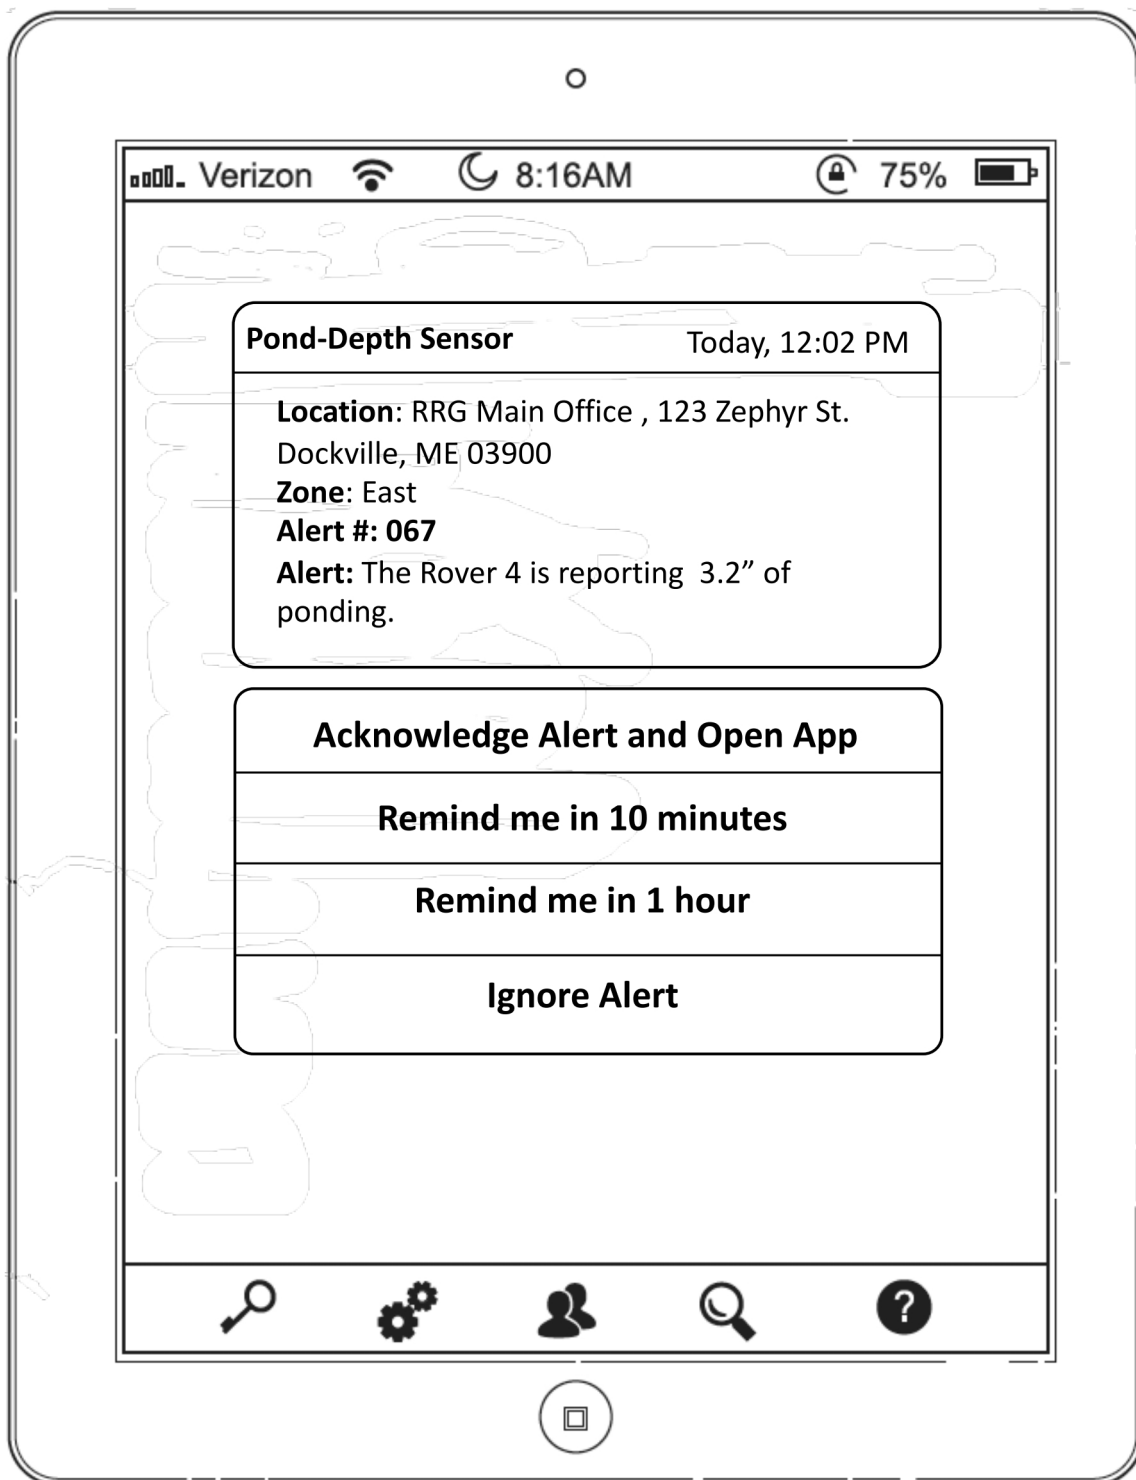 Verizon 8:16AM 75%
Pond-Depth Sensor Today, 12:02 PM
Location: RRG Main Office , 123 Zephyr St.
Dockville, ME 03900
Zone: East
Alert #: 067
Alert: The Rover 4 is reporting  3.2” of
ponding.
Acknowledge Alert and Open App
Remind me in 10 minutes
Remind me in 1 hour
Ignore Alert
?